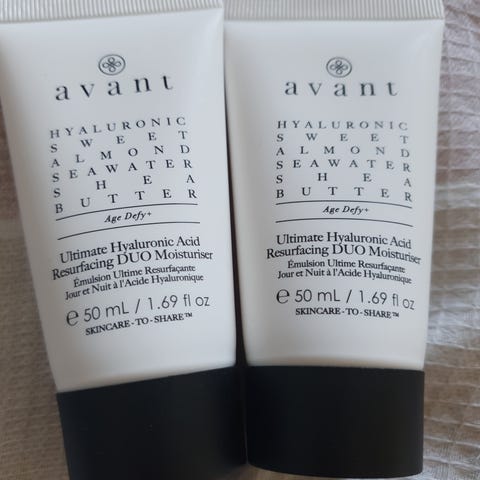 avant
HYALURONIC
SWEET
ALMOND
SEAWATER
SHEA
BUTTER
Age Defy+
Ultimate Hyaluronic Acid
Resurfacing DUO Moisturiser
Émulsion Ultime Resurfaçante
Jour et Nuit à l'Acide Hyaluronique
e 50 mL / 1.69 fl oz
SKINCARE-TO-SHARE™
avant
HYALURONIC
SWEET
ALMOND
SEAWATER
SHEA
BUTTER
Age Defy+
Ultimate Hyaluronic Acid
Resurfacing DUO Moisturiser
Émulsion Ultime Resurfaçante
Jour et Nuit à l'Acide Hyaluronique
e 50 mL / 1.69 fl oz
SKINCARE-TO-SHARE™